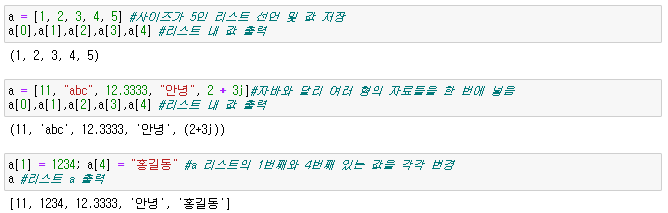 a = [1, 2, 3, 4, 5] #사이즈가 5인 리스트 선언 및 값 저장
a[0],a[1],a[2],a[3],a[4] #리스트 내 값 출력
(1, 2, 3, 4, 5)
a = [11, "abc", 12.3333, "안녕", 2 + 3j]#자바와 달리 여러 형의 자료들을 한 번에 넣음
a[0],a[1],a[2],a[3],a[4] #리스트 내 값 출력
(11, 'abc', 12.3333, '안녕', (2+3j))
a[1] = 1234; a[4] = "홍길동" #a 리스트의 1번째와 4번째 있는 값을 각각 변경
a #리스트 a 출력
[11, 1234, 12.3333, '안녕', '홍길동']